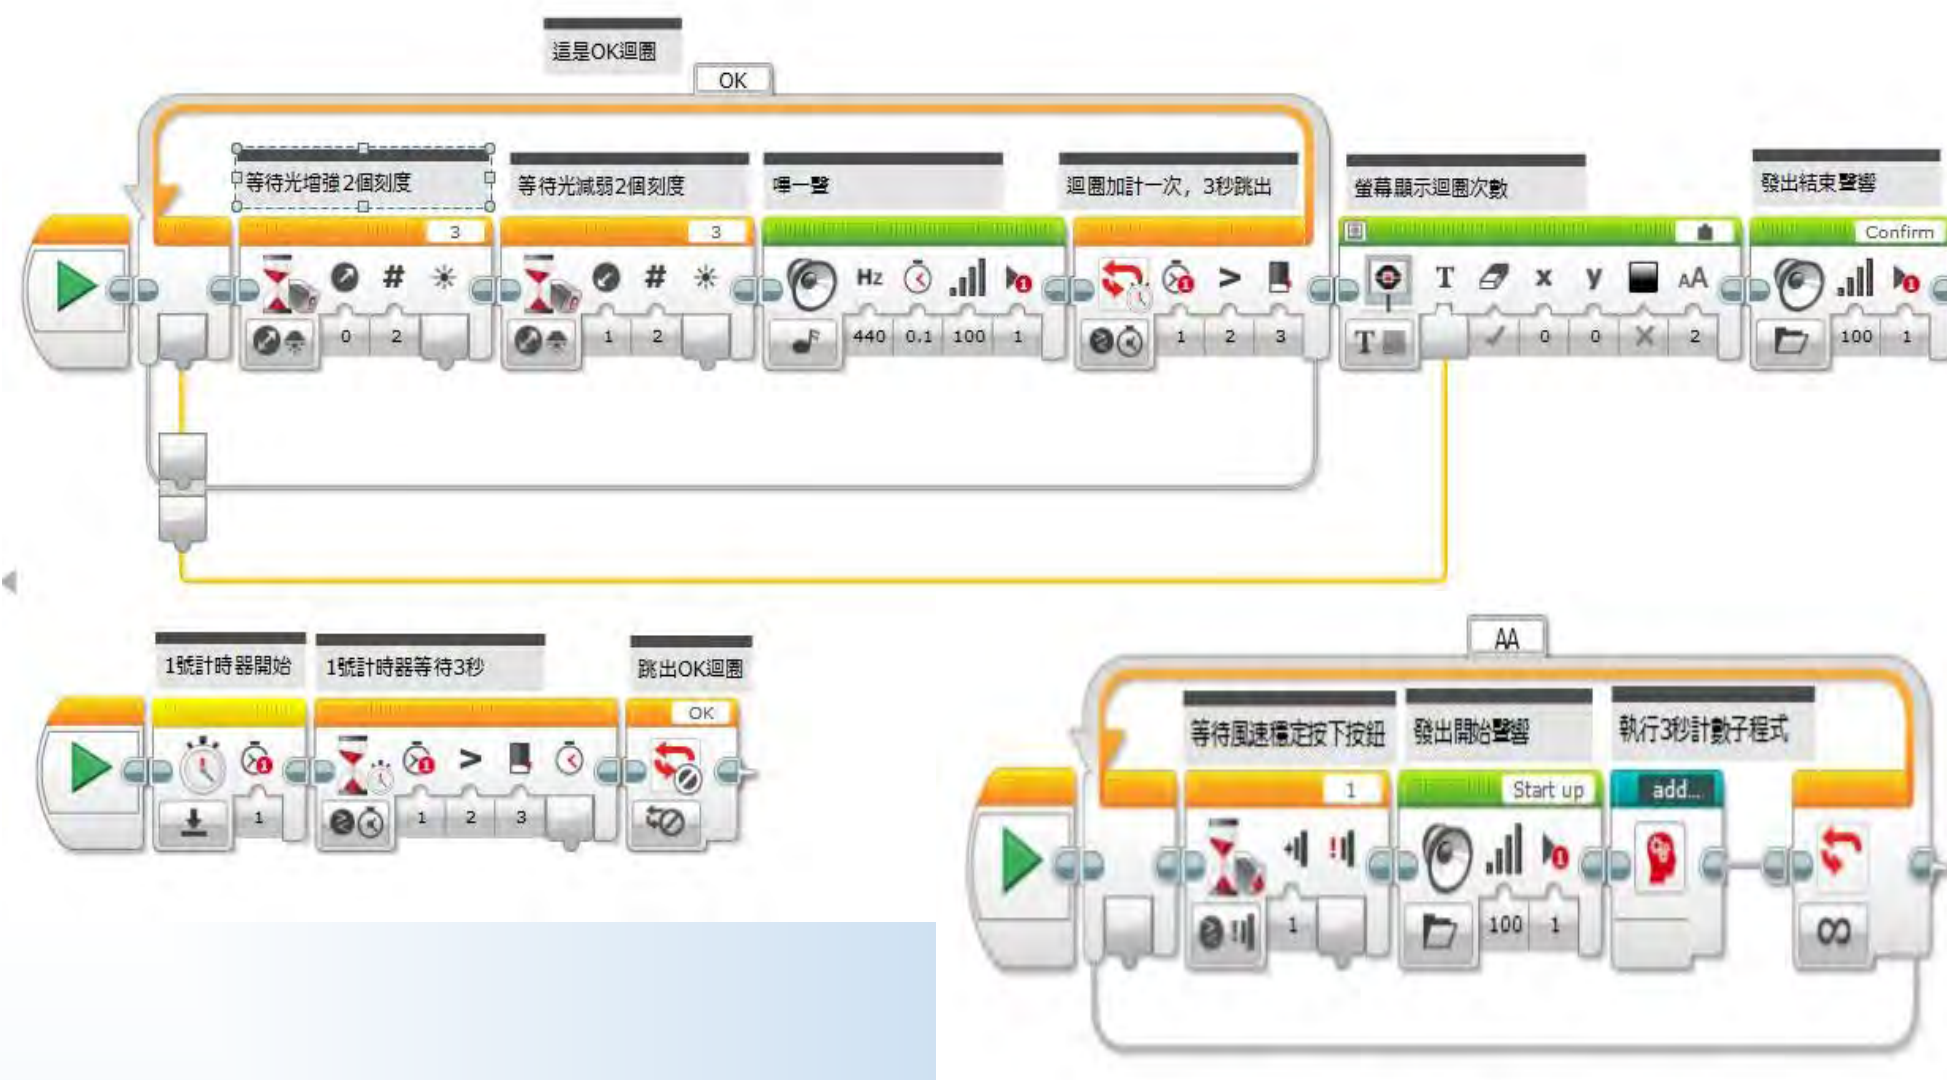 這是OK迴圈
OK
等待光增強2個刻度
等待光減弱2個刻度
嗶一聲
迴圈加計一次，3秒跳出
螢幕顯示迴圈次數
發出結束聲響
3
3
Confirm
# # Hz > T x y AA
0 2
1 2
440 0.1 100 1
1 2 3
T 0 0 2
100 1
1號計時器開始
1號計時器等待3秒
跳出OK迴圈
OK
1
>
1 2 3
AA
等待風速穩定按下按鈕
發出開始聲響
執行3秒計數子程式
1
Start up
add...
1
100 1
∞